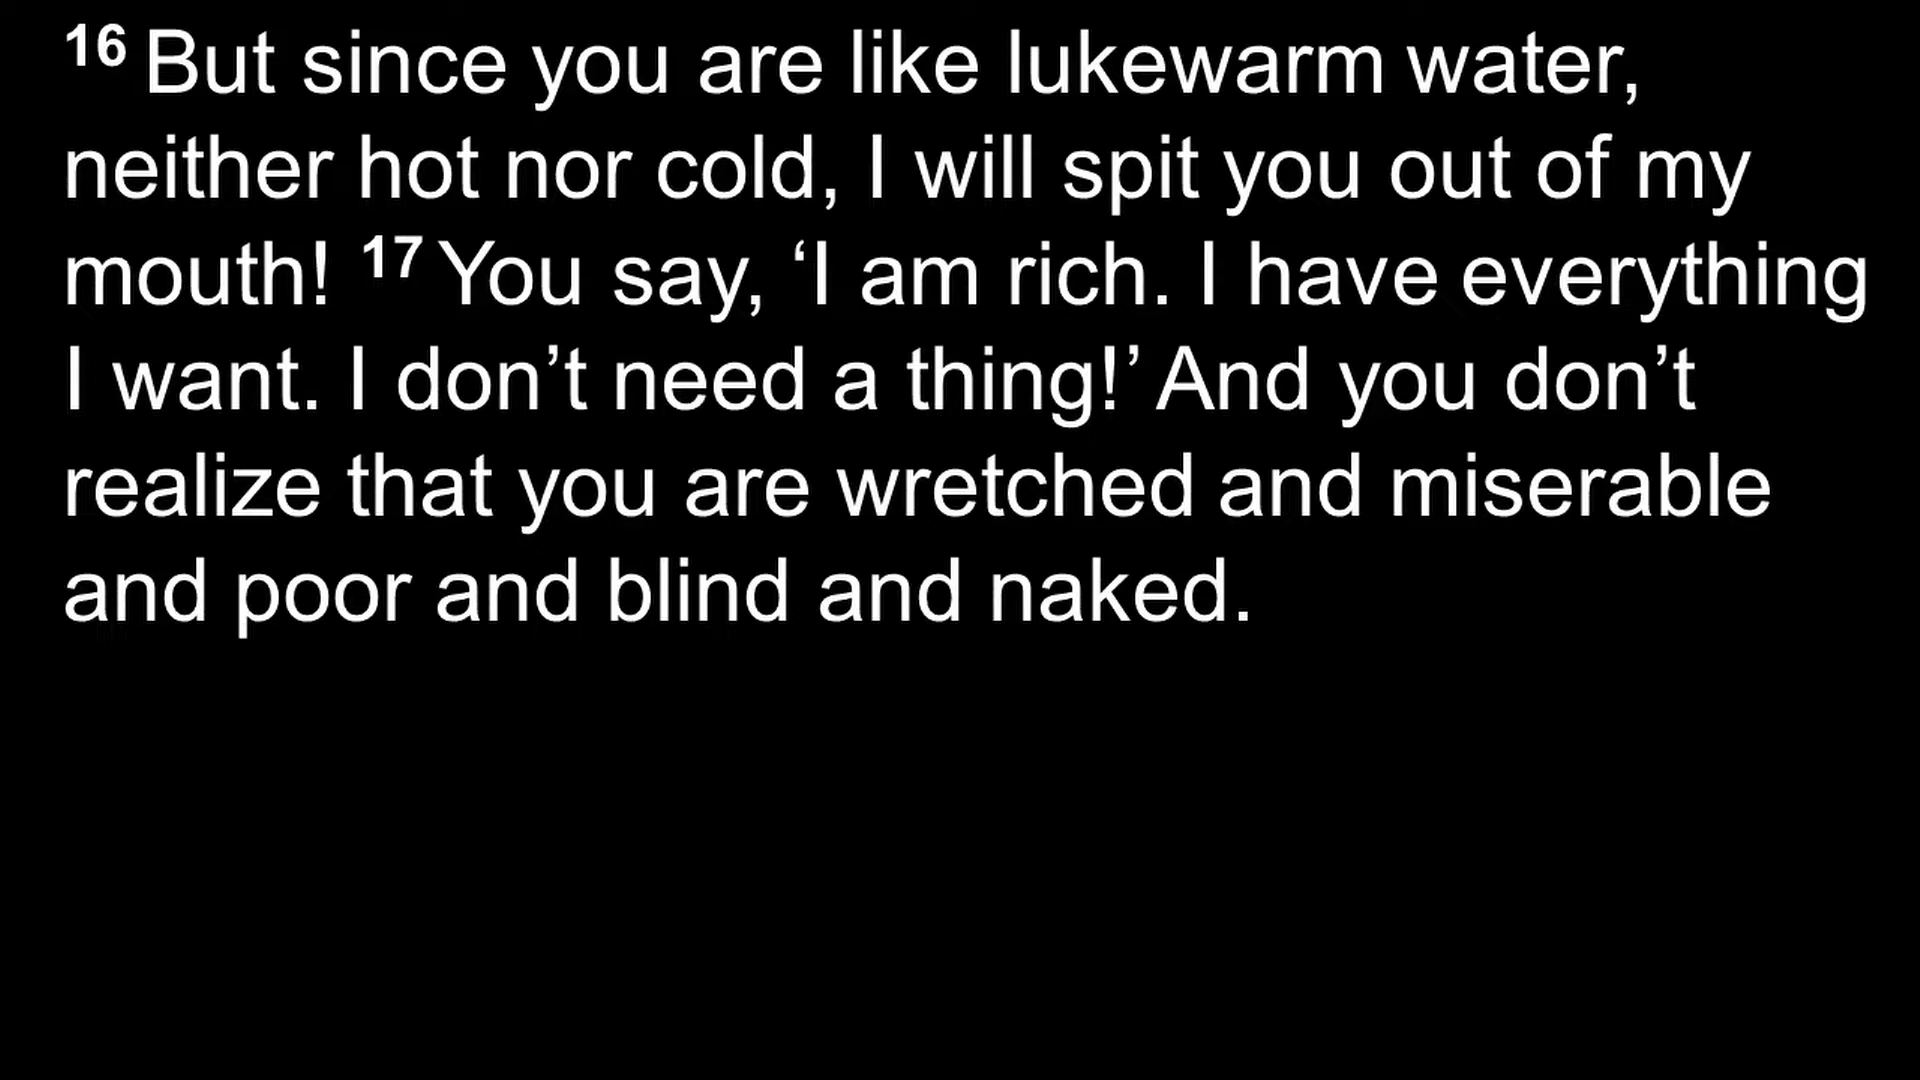 16 But since you are like lukewarm water,
neither hot nor cold, I will spit you out of my
mouth! 17 You say, ‘I am rich. I have everything
I want. I don’t need a thing!’ And you don’t
realize that you are wretched and miserable
and poor and blind and naked.